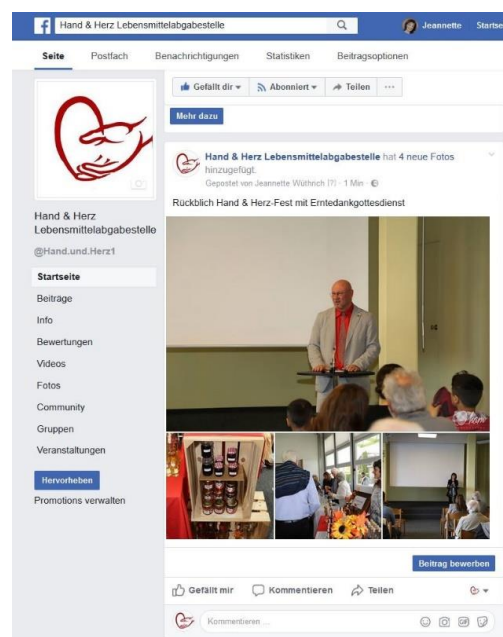 Hand & Herz Lebensmittelabgabestelle
Jeannette
Startse
Seite
Postfach
Benachrichtigungen
Statistiken
Beitragsoptionen
Gefällt dir
Abonniert
Teilen
Mehr dazu
Hand & Herz
Lebensmittelabgabestelle
@Hand.und.Herz1
Startseite
Beiträge
Info
Bewertungen
Videos
Fotos
Community
Gruppen
Veranstaltungen
Hervorheben
Promotions verwalten
Hand & Herz Lebensmittelabgabestelle hat 4 neue Fotos
hinzugefügt.
Gepostet von Jeannette Wüthrich [?] · 1 Min ·
Rückblich Hand & Herz-Fest mit Erntedankgottesdienst
Beitrag bewerben
Gefällt mir
Kommentieren
Teilen
Kommentieren ...